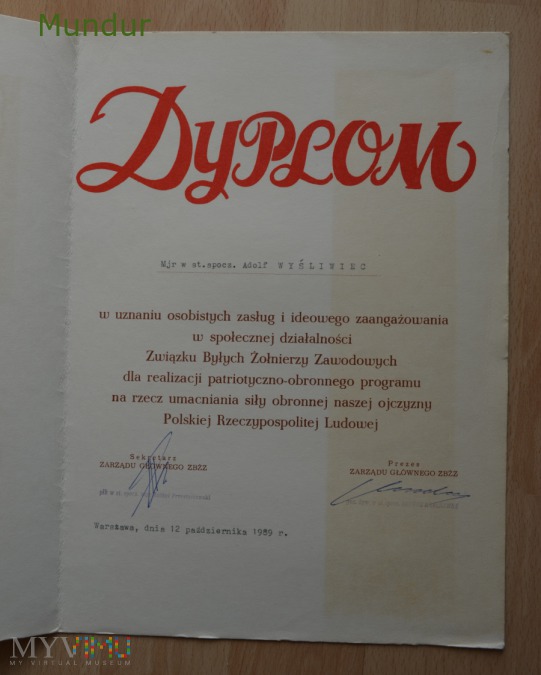 Mundur
DYPLOM
Mjr w st.spocz. Adolf WYŚLIWIEC
w uznaniu osobistych zasług i ideowego zaangażowania
w społecznej działalności
Związku Byłych Żołnierzy Zawodowych
dla realizacji patriotyczno-obronnego programu
na rzecz umacniania siły obronnej naszej ojczyzny
Polskiej Rzeczypospolitej Ludowej
Sekretarz
ZARZĄDU GŁÓWNEGO ZBŻZ
Prezes
ZARZĄDU GŁÓWNEGO ZBŻZ
Warszawa, dnia 12 października 1989 r.
MYVIMU
MY VIRTUAL MUSEUM